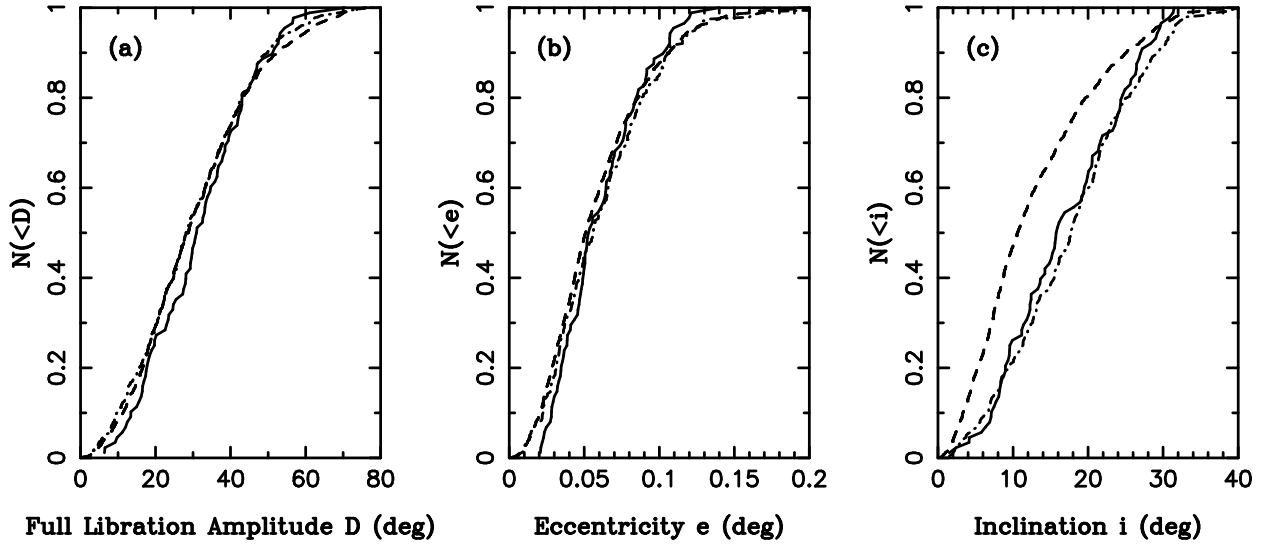 (a)
N(<D)
0
0.2
0.4
0.6
0.8
1
0 20 40 60 80
Full Libration Amplitude D (deg)
(b)
N(<e)
0
0.2
0.4
0.6
0.8
1
0 0.05 0.1 0.15 0.2
Eccentricity e (deg)
(c)
N(<i)
0
0.2
0.4
0.6
0.8
1
0 10 20 30 40
Inclination i (deg)